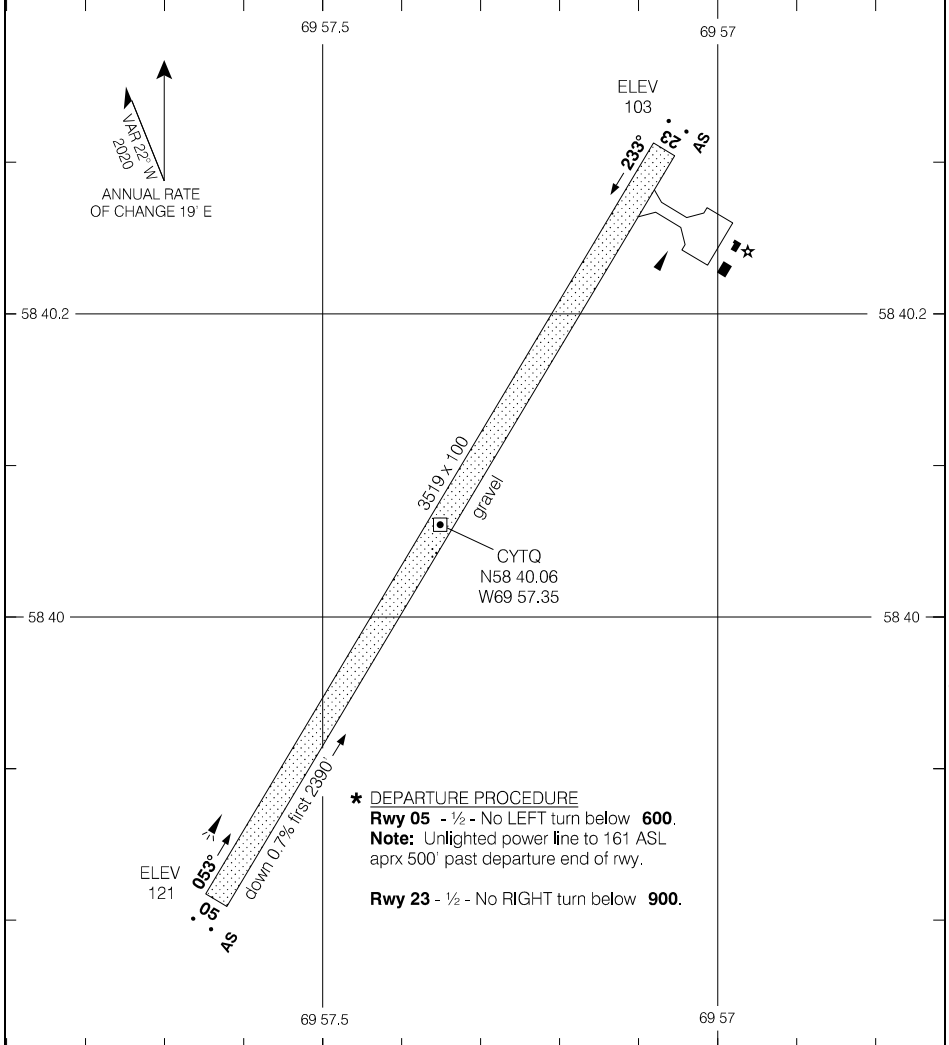 69 57.5
69 57
VAR 22° W
2020
ANNUAL RATE
OF CHANGE 19' E
ELEV
103
23
AS
233°
58 40.2
58 40.2
3519 x 100
gravel
CYTQ
N58 40.06
W69 57.35
58 40
58 40
down 0.7% first 2390'
053°
ELEV
121
05
AS
* DEPARTURE PROCEDURE
Rwy 05 - ½ - No LEFT turn below 600.
Note: Unlighted power line to 161 ASL
aprx 500' past departure end of rwy.
Rwy 23 - ½ - No RIGHT turn below 900.
69 57.5
69 57